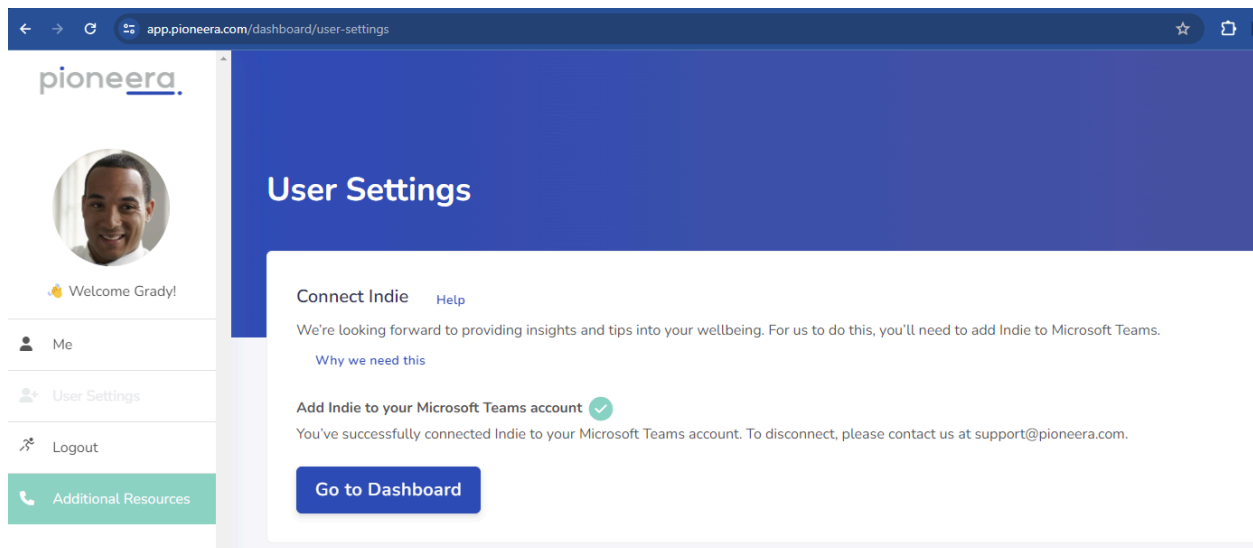 app.pioneera.com/dashboard/user-settings
pioneera.
👋 Welcome Grady!
Me
User Settings
Logout
Additional Resources
User Settings
Connect Indie Help
We're looking forward to providing insights and tips into your wellbeing. For us to do this, you'll need to add Indie to Microsoft Teams.
Why we need this
Add Indie to your Microsoft Teams account
You've successfully connected Indie to your Microsoft Teams account. To disconnect, please contact us at support@pioneera.com.
Go to Dashboard